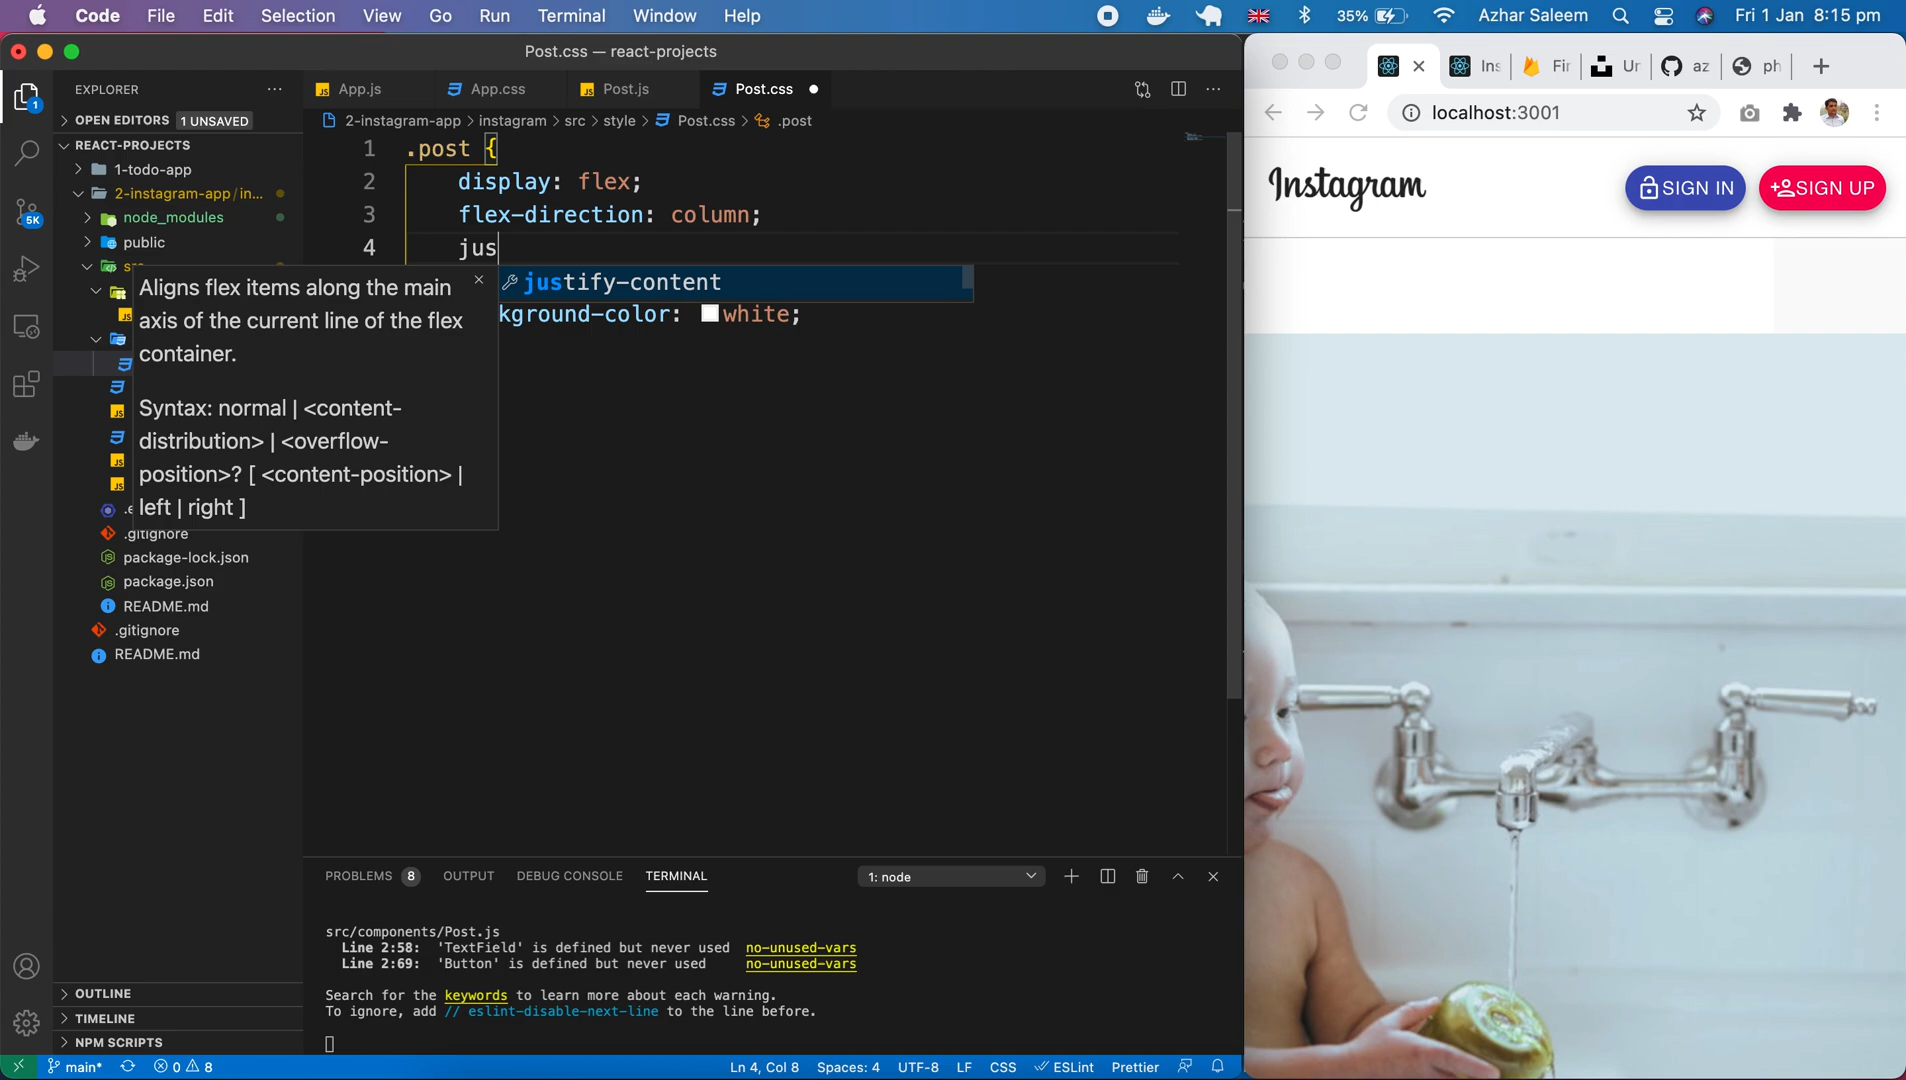 Code File Edit Selection View Go Run Terminal Window Help 35% Azhar Saleem Fri 1 Jan 8:15 pm
Post.css — react-projects
EXPLORER
OPEN EDITORS 1 UNSAVED
REACT-PROJECTS
1-todo-app
2-instagram-app/in...
node_modules
public
.gitignore
package-lock.json
package.json
README.md
.gitignore
README.md
OUTLINE
TIMELINE
NPM SCRIPTS
1
5K
App.js App.css Post.js Post.css
2-instagram-app > instagram > src > style > Post.css > .post
1 .post {
2 display: flex;
3 flex-direction: column;
4 jus
justify-content
kground-color: white;
Aligns flex items along the main
axis of the current line of the flex
container.
Syntax: normal | <content-
distribution> | <overflow-
position>? [ <content-position> |
left | right ]
PROBLEMS 8 OUTPUT DEBUG CONSOLE TERMINAL 1: node
src/components/Post.js
Line 2:58: 'TextField' is defined but never used no-unused-vars
Line 2:69: 'Button' is defined but never used no-unused-vars
Search for the keywords to learn more about each warning.
To ignore, add // eslint-disable-next-line to the line before.
main* 0 8 Ln 4, Col 8 Spaces: 4 UTF-8 LF CSS ESLint Prettier
Ins Fir Ur az ph
localhost:3001
Instagram SIGN IN SIGN UP